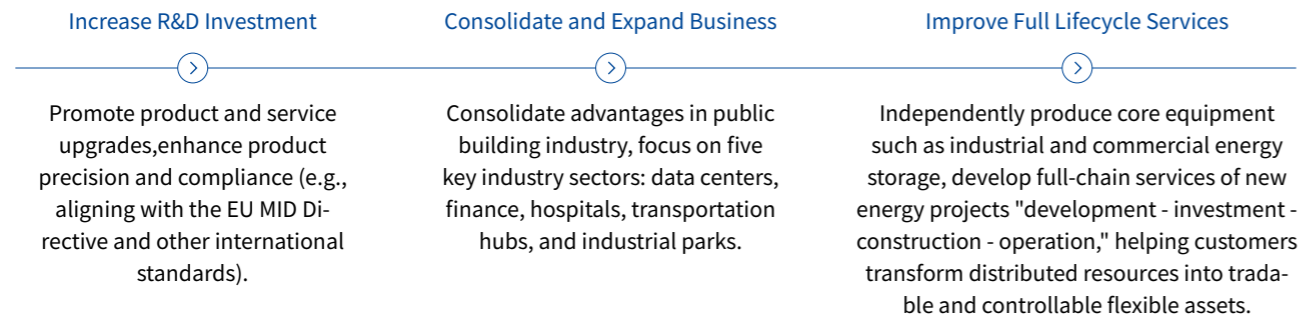 Increase R&D Investment
Promote product and service
upgrades,enhance product
precision and compliance (e.g.,
aligning with the EU MID Di-
rective and other international
standards).
Consolidate and Expand Business
Consolidate advantages in public
building industry, focus on five
key industry sectors: data centers,
finance, hospitals, transportation
hubs, and industrial parks.
Improve Full Lifecycle Services
Independently produce core equipment
such as industrial and commercial energy
storage, develop full-chain services of new
energy projects "development - investment -
construction - operation," helping customers
transform distributed resources into trada-
ble and controllable flexible assets.